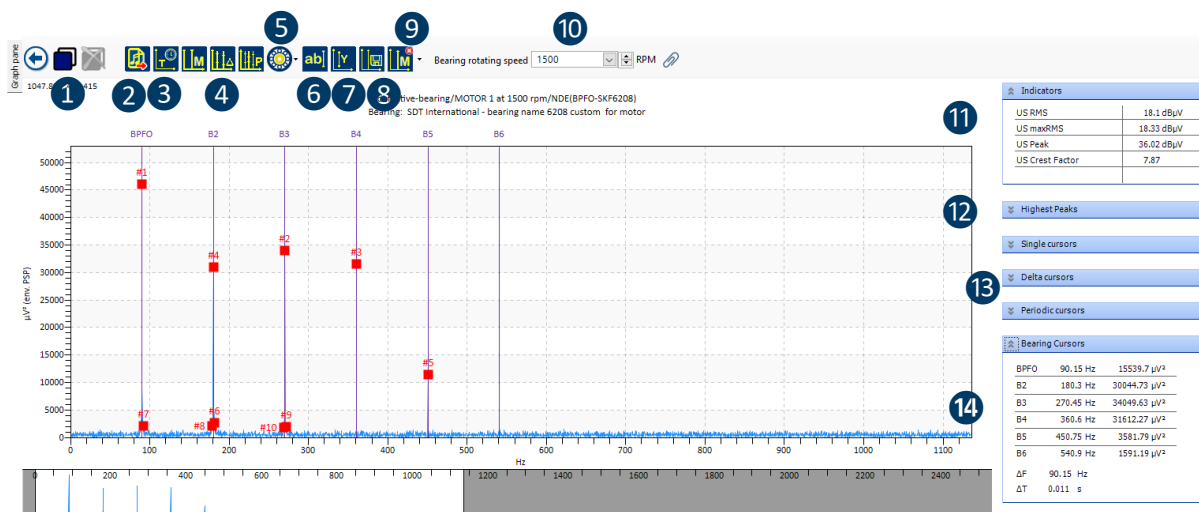 5 9 10
Graph pane
T M Δ P ab Y M Bearing rotating speed 1500 RPM
1047.8 415
1 2 3 4 6 7 8
tive-bearing/MOTOR 1 at 1500 rpm/NDE(BPFO-SKF6208)
Bearing: SDT International - bearing name 6208 custom for motor
BPFO B2 B3 B4 B5 B6
50000
45000
40000
35000
30000
25000
20000
15000
10000
5000
0
µV² (env. PSP)
#1
#2
#4 #3
#5
#7 #6 #9
#8 #10
0 100 200 300 400 500 600 700 800 900 1000 1100
Hz
0 200 400 600 800 1000 1200 1400 1600 1800 2000 2200 2400
11
Indicators
US RMS 18.1 dBµV
US maxRMS 18.33 dBµV
US Peak 36.02 dBµV
US Crest Factor 7.87
12
Highest Peaks
Single cursors
13
Delta cursors
Periodic cursors
Bearing Cursors
14
BPFO 90.15 Hz 15539.7 µV²
B2 180.3 Hz 30044.73 µV²
B3 270.45 Hz 34049.63 µV²
B4 360.6 Hz 31612.27 µV²
B5 450.75 Hz 3581.79 µV²
B6 540.9 Hz 1591.19 µV²
ΔF 90.15 Hz
ΔT 0.011 s